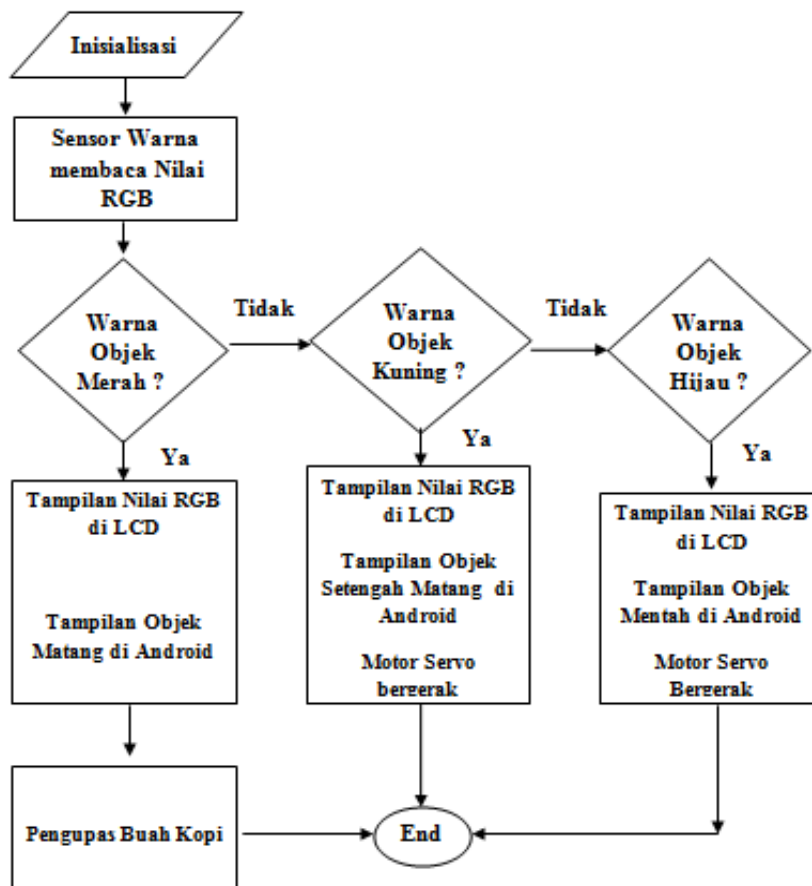 Inisialisasi
Sensor Warna
membaca Nilai
RGB
Warna
Objek
Merah ?
Tidak
Warna
Objek
Kuning ?
Tidak
Warna
Objek
Hijau ?
Ya
Ya
Ya
Tampilan Nilai RGB
di LCD
Tampilan Objek
Matang di Android
Tampilan Nilai RGB
di LCD
Tampilan Objek
Setengah Matang di
Android
Motor Servo
bergerak
Tampilan Nilai RGB
di LCD
Tampilan Objek
Mentah di Android
Motor Servo
Bergerak
Pengupas Buah Kopi
End